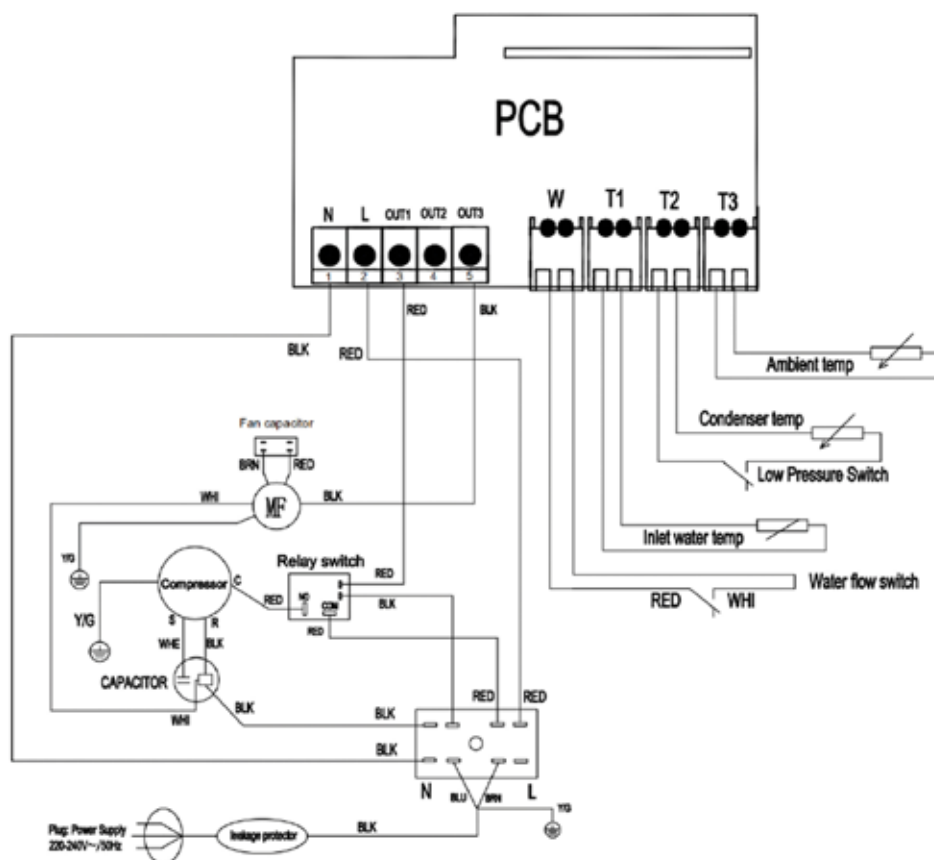 PCB
N L OUT1 OUT2 OUT3
W T1 T2 T3
1 2 3 4 5
RED BLK
BLK RED
Ambient temp
Fan capacitor
Condenser temp
BRN RED
Low Pressure Switch
WHI MF BLK
Inlet water temp
Y/G
Relay switch
Water flow switch
Compressor C
RED NO COM RED
BLK
RED WHI
Y/G
S R
RED
WHE BLK
CAPACITOR
RED RED
WHI BLK BLK
BLK
N BLU BRN L
Y/G
Plug: Power Supply
220-240V~/50Hz
leakage protector
BLK